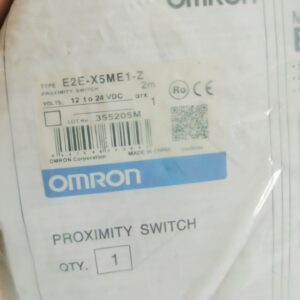 OMRON
TYPE E2E-X5ME1-Z
PROXIMITY SWITCH 2m
VOLTS. 12 to 24 VDC QTY. 1
LOT No. 355205M
OMRON Corporation MADE IN CHINA
OMRON
PROXIMITY SWITCH
QTY. 1